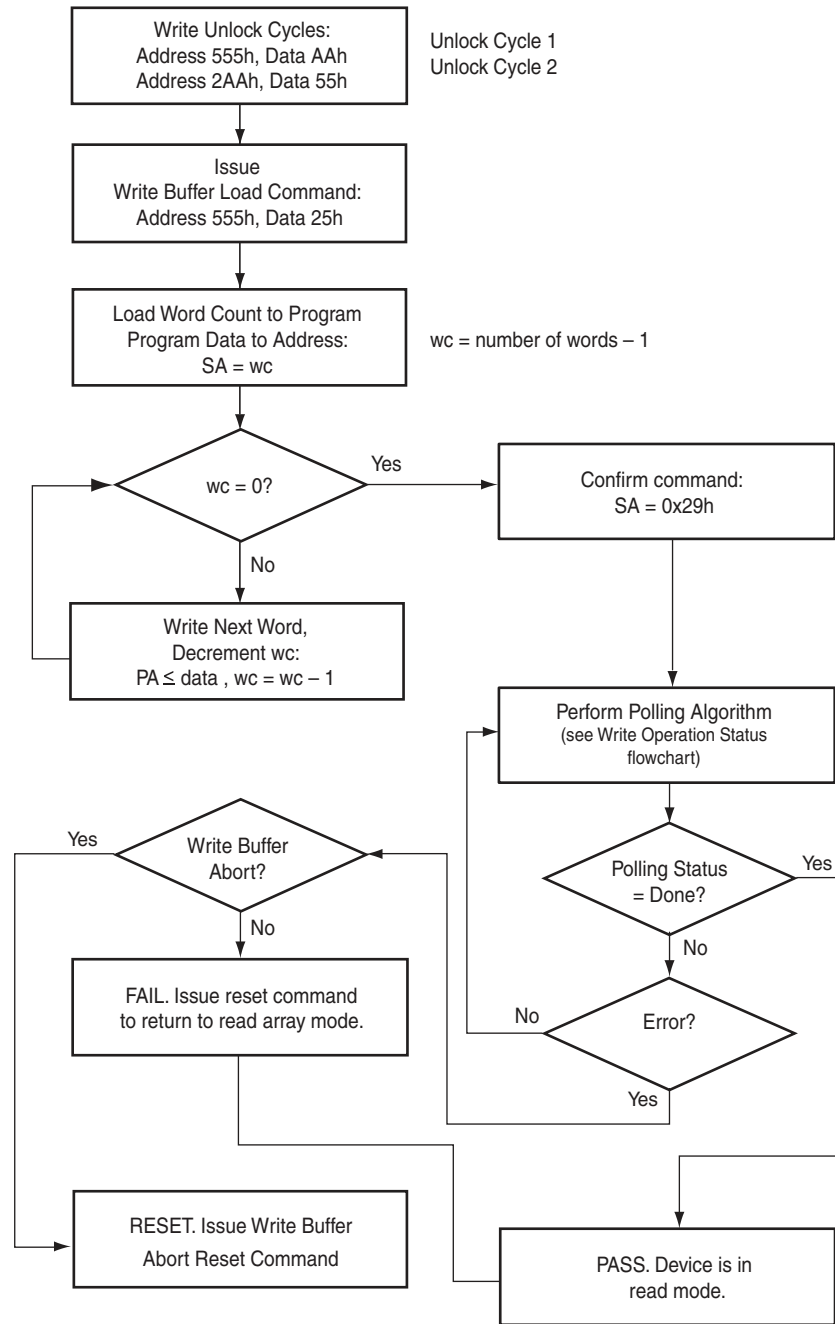 Write Unlock Cycles:
Address 555h, Data AAh
Address 2AAh, Data 55h
Unlock Cycle 1
Unlock Cycle 2
Issue
Write Buffer Load Command:
Address 555h, Data 25h
Load Word Count to Program
Program Data to Address:
SA = wc
wc = number of words – 1
wc = 0?
Yes
No
Confirm command:
SA = 0x29h
Write Next Word,
Decrement wc:
PA ≤ data , wc = wc – 1
Perform Polling Algorithm
(see Write Operation Status
flowchart)
Polling Status
= Done?
Yes
No
Error?
No
Yes
Write Buffer
Abort?
Yes
No
FAIL. Issue reset command
to return to read array mode.
RESET. Issue Write Buffer
Abort Reset Command
PASS. Device is in
read mode.